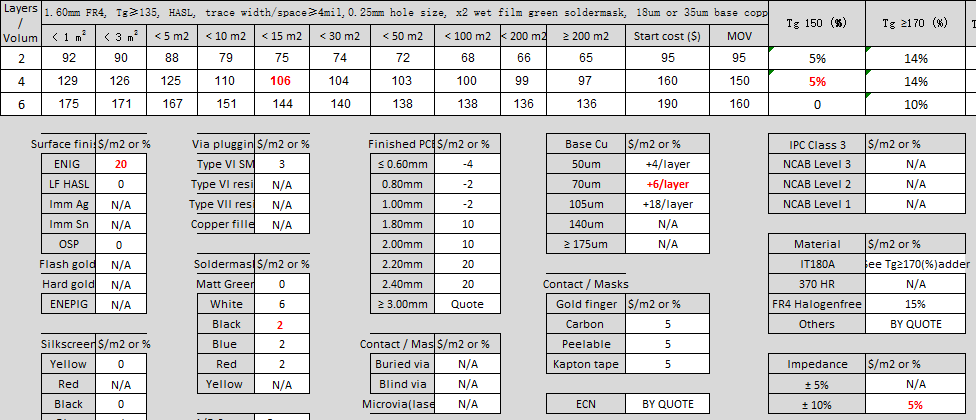 Layers / Volum 1.60mm FR4, Tg≥135, HASL, trace width/space≥4mil,0.25mm hole size, x2 wet film green soldermask, 18um or 35um base copp Tg 150 (%) Tg ≥170 (%) T
< 1 m² < 3 m² < 5 m2 < 10 m2 < 15 m2 < 30 m2 < 50 m2 < 100 m2 < 200 m2 ≥ 200 m2 Start cost ($) MOV
2 92 90 88 79 75 74 72 68 66 65 95 95 5% 14%
4 129 126 125 110 106 104 103 100 99 97 160 150 5% 14%
6 175 171 167 151 144 140 138 138 136 136 190 160 0 10%
Surface finis $/m2 or % Via pluggin $/m2 or % Finished PCB $/m2 or % Base Cu $/m2 or % IPC Class 3 $/m2 or %
ENIG 20 Type VI SM 3 ≤ 0.60mm -4 50um +4/layer NCAB Level 3 N/A
LF HASL 0 Type VI resi N/A 0.80mm -2 70um +6/layer NCAB Level 2 N/A
Imm Ag N/A Type VII resi N/A 1.00mm -2 105um +18/layer NCAB Level 1 N/A
Imm Sn N/A Copper fille N/A 1.80mm 10 140um N/A
OSP 0 2.00mm 10 ≥ 175um N/A Material $/m2 or %
Flash gold N/A Soldermas $/m2 or % 2.20mm 20 IT180A See Tg≥170(%)adder
Hard gold N/A Matt Green 0 2.40mm 20 Contact / Masks 370 HR N/A
ENEPIG N/A White 6 ≥ 3.00mm Quote Gold finger $/m2 or % FR4 Halogenfree 15%
Black 2 Carbon 5 Others BY QUOTE
Silkscreen $/m2 or % Blue 2 Contact / Mas $/m2 or % Peelable 5
Yellow 0 Red 2 Buried via N/A Kapton tape 5 Impedance $/m2 or %
Red N/A Yellow N/A Blind via N/A ± 5% N/A
Black 0 Microvia(lase N/A ECN BY QUOTE ± 10% 5%